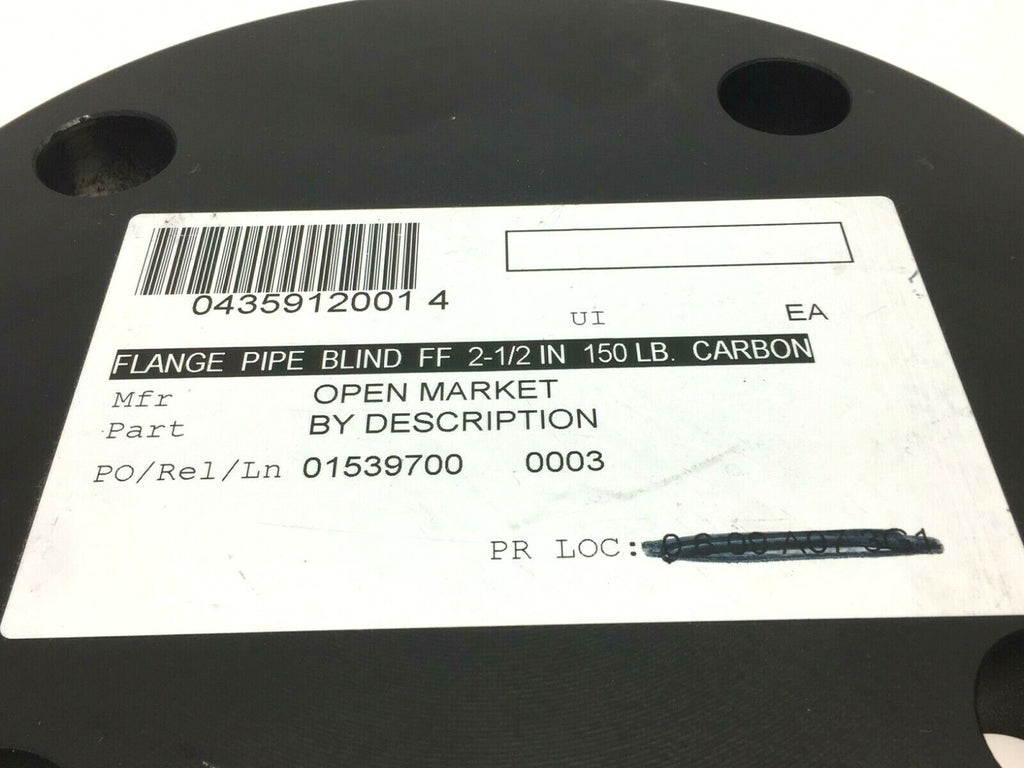 0435912001 4
UI EA
FLANGE PIPE BLIND FF 2-1/2 IN 150 LB. CARBON
Mfr OPEN MARKET
Part BY DESCRIPTION
PO/Rel/Ln 01539700 0003
PR LOC: